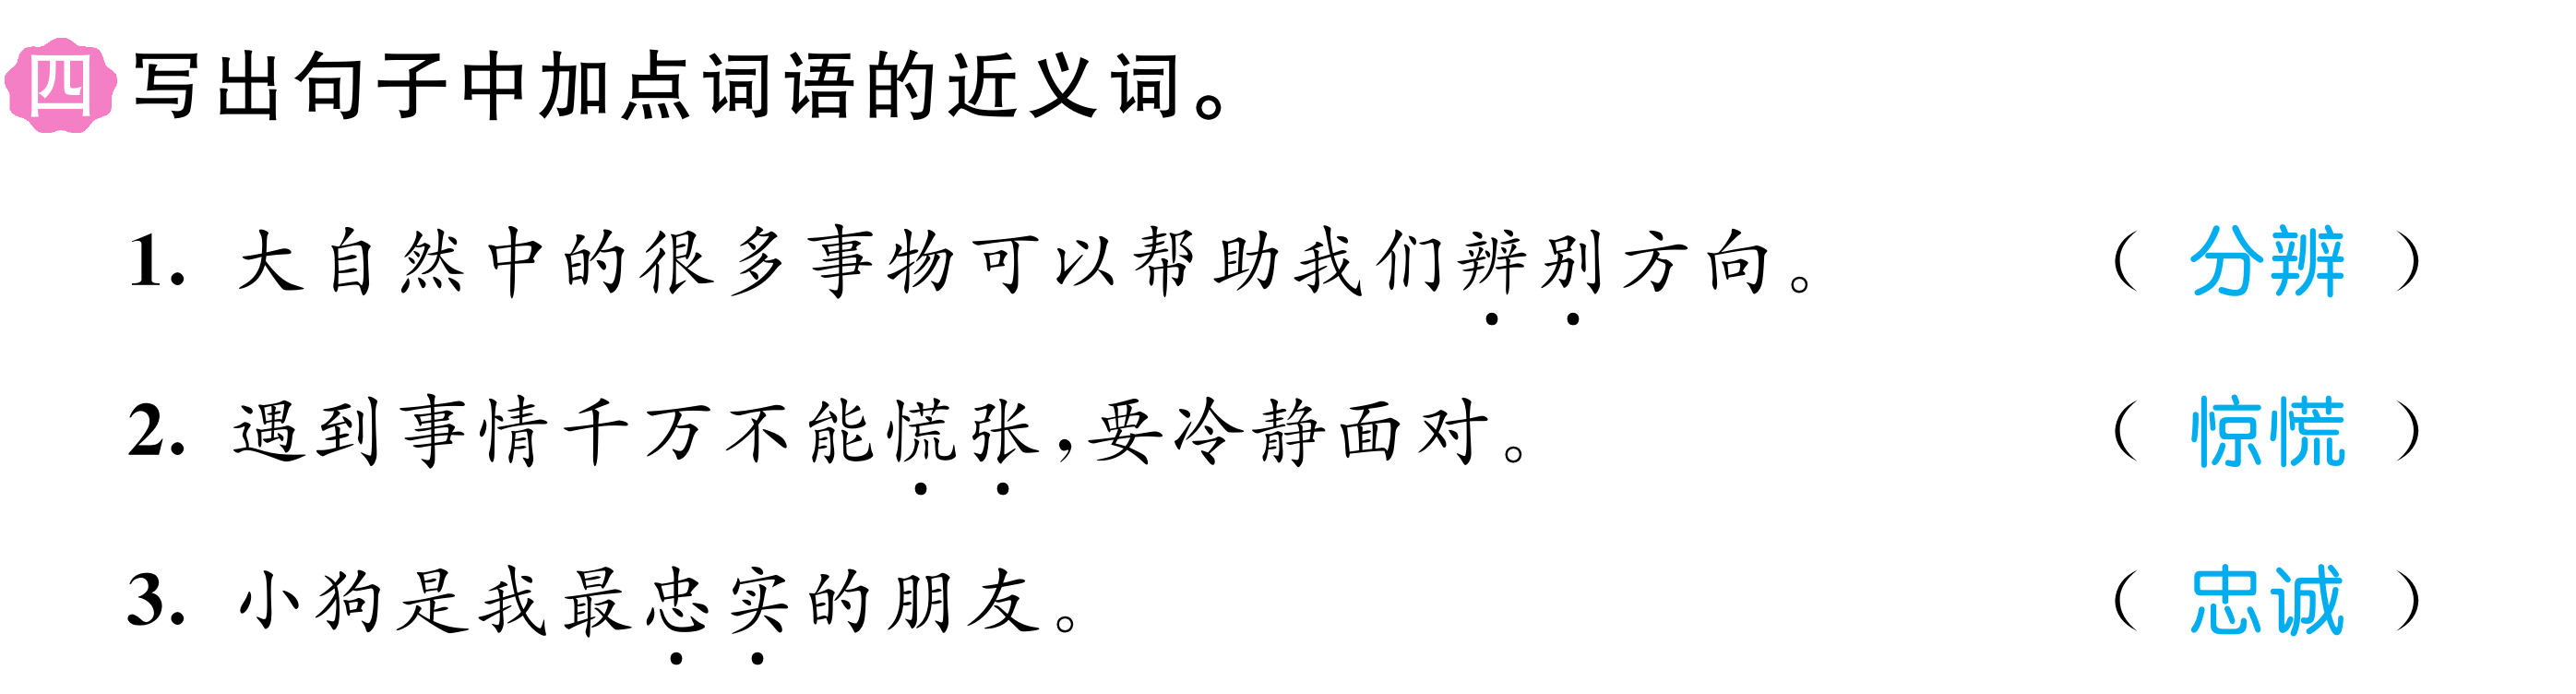 四 写出句子中加点词语的近义词。
1. 大自然中的很多事物可以帮助我们辨别方向。 （ 分辨 ）
2. 遇到事情千万不能慌张,要冷静面对。 （ 惊慌 ）
3. 小狗是我最忠实的朋友。 （ 忠诚 ）